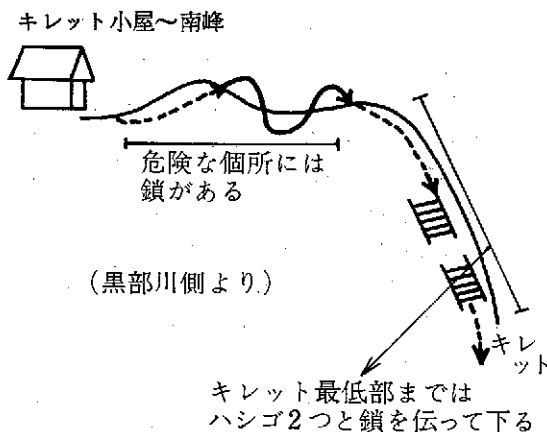 キレット小屋〜南峰
危険な個所には
鎖がある
(黒部川側より)
キレ
ット
キレット最低部までは
ハシゴ2つと鎖を伝って下る